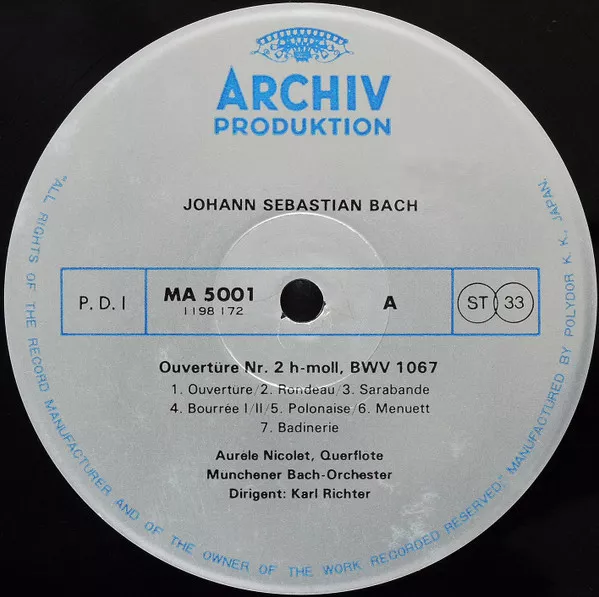 ARCHIV
PRODUKTION
JOHANN SEBASTIAN BACH
P. D. I
MA 5001
1198 172
A
ST 33
Ouvertüre Nr. 2 h-moll, BWV 1067
1. Ouvertüre/2. Rondeau/3. Sarabande
4. Bourrée I/II/5. Polonaise/6. Menuett
7. Badinerie
Aurèle Nicolet, Querflote
Munchener Bach-Orchester
Dirigent: Karl Richter
"ALL RIGHTS OF THE RECORD MANUFACTURER AND OF THE OWNER OF THE WORK RECORDED RESERVED." MANUFACTURED BY POLYDOR K. K., JAPAN.